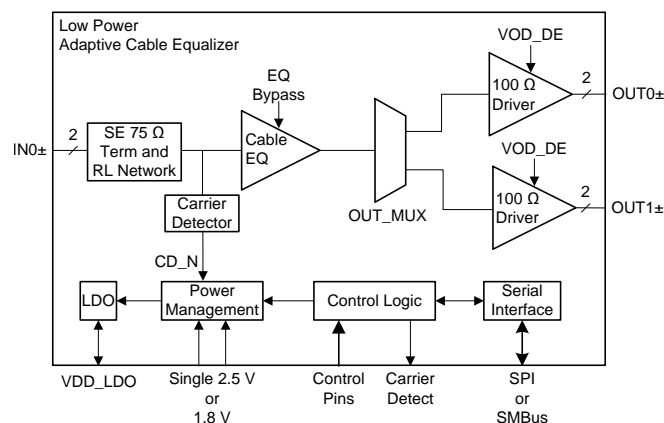 Low Power
Adaptive Cable Equalizer
VOD_DE
EQ
Bypass
2
100 Ω
Driver
OUT0±
IN0±
2
SE 75 Ω
Term and
RL Network
Cable
EQ
VOD_DE
2
100 Ω
Driver
OUT1±
OUT_MUX
Carrier
Detector
CD_N
LDO
Power
Management
Control Logic
Serial
Interface
VDD_LDO
Single 2.5 V
or
1.8 V
Control
Pins
Carrier
Detect
SPI
or
SMBus